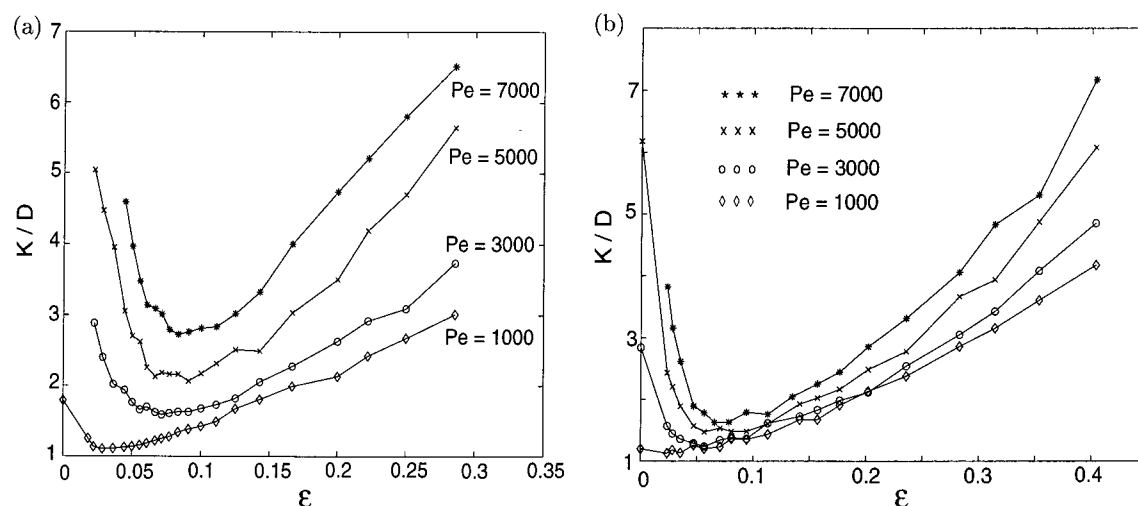 (a)
7
6
5
4
3
2
1
K / D
0 0.05 0.1 0.15 0.2 0.25 0.3 0.35
ε
Pe = 7000
Pe = 5000
Pe = 3000
Pe = 1000
(b)
7
5
3
1
K / D
0 0.1 0.2 0.3 0.4
ε
Pe = 7000
Pe = 5000
Pe = 3000
Pe = 1000